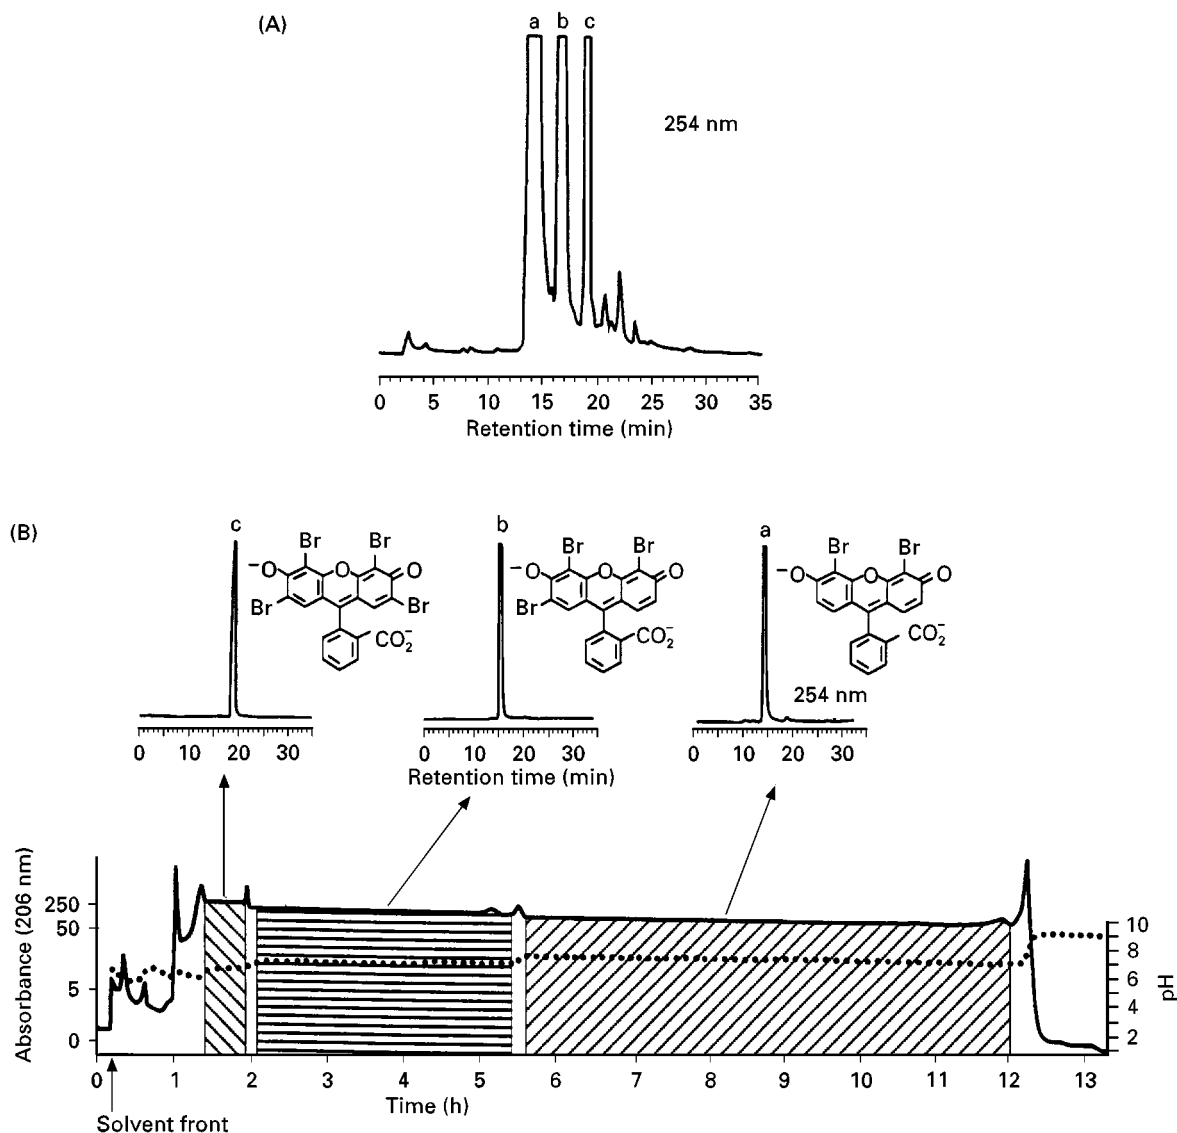 (A)
a b c
254 nm
0 5 10 15 20 25 30 35
Retention time (min)
(B)
c b a
Br Br
⁻O O O
Br Br
CO₂⁻
Br Br
⁻O O O
Br
CO₂⁻
Br Br
⁻O O O
CO₂⁻
254 nm
0 10 20 30
0 10 20 30
0 10 20 30
Retention time (min)
Absorbance (206 nm)
250
50
5
0
10
8
6
4
2
pH
0 1 2 3 4 5 6 7 8 9 10 11 12 13
Time (h)
Solvent front